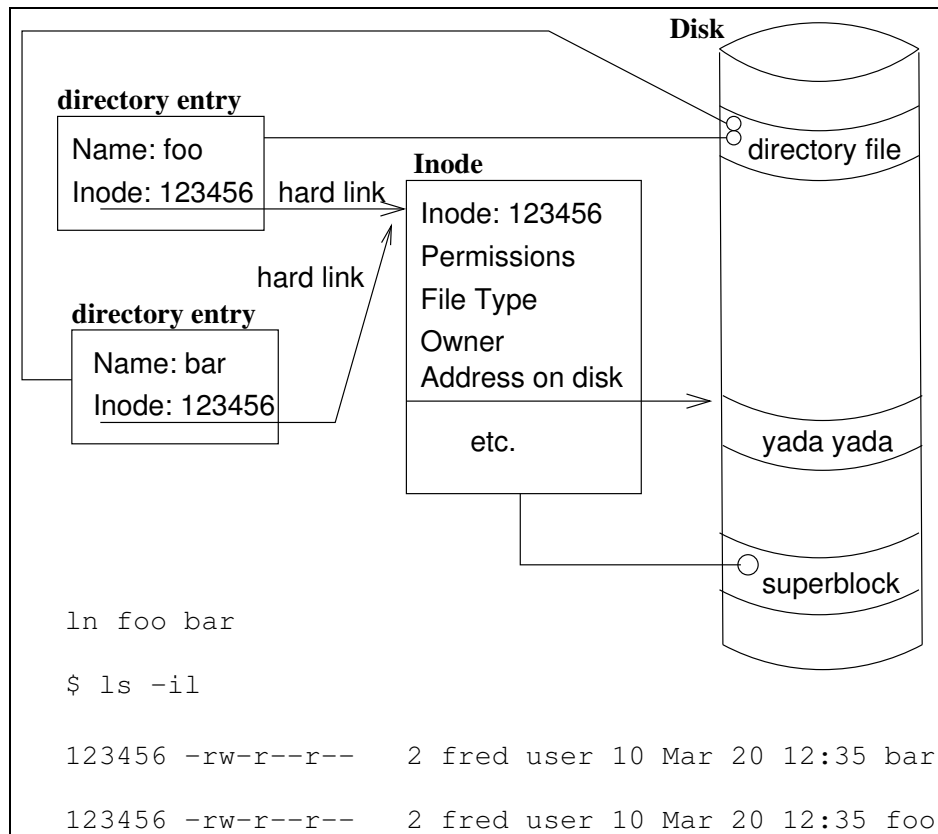 Disk
directory entry
Name: foo
Inode: 123456
hard link
directory file
Inode
Inode: 123456
Permissions
File Type
Owner
Address on disk
etc.
hard link
directory entry
Name: bar
Inode: 123456
yada yada
superblock
ln foo bar
$ ls -il
123456 -rw-r--r-- 2 fred user 10 Mar 20 12:35 bar
123456 -rw-r--r-- 2 fred user 10 Mar 20 12:35 foo